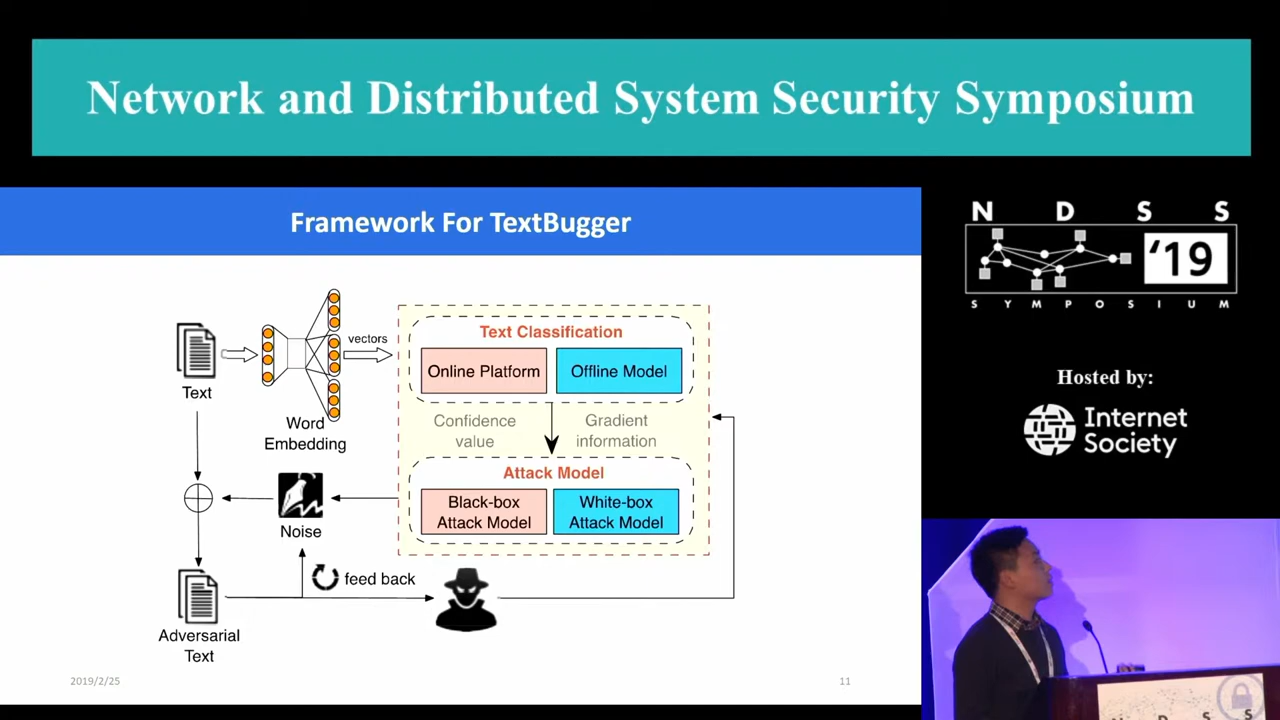 Network and Distributed System Security Symposium
Framework For TextBugger
Text
Word
Embedding
vectors
Text Classification
Online Platform
Offline Model
Confidence
value
Gradient
information
Attack Model
Black-box
Attack Model
White-box
Attack Model
Noise
feed back
Adversarial
Text
2019/2/25
11
N D S S
'19
S Y M P O S I U M
Hosted by:
Internet
Society